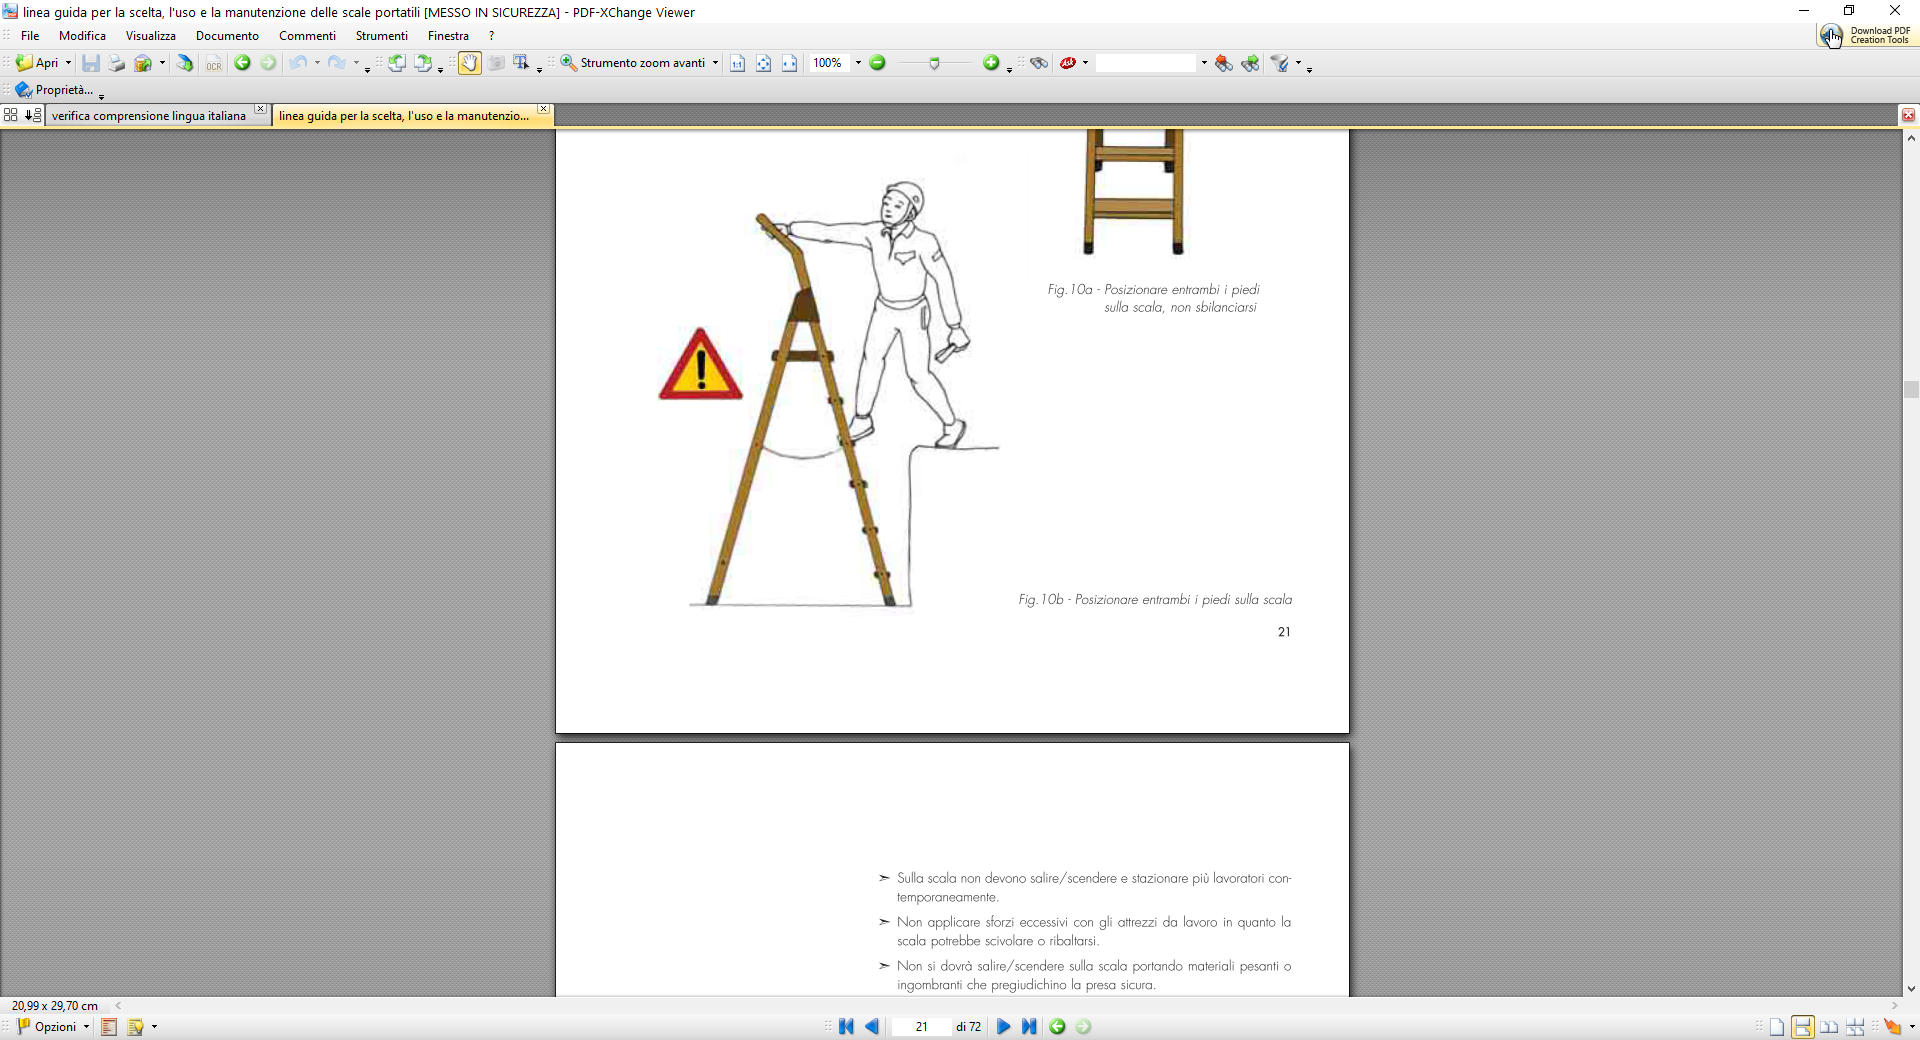 linea guida per la scelta, l'uso e la manutenzione delle scale portatili [MESSO IN SICUREZZA] - PDF-XChange Viewer
File Modifica Visualizza Documento Commenti Strumenti Finestra ?
Download PDF
Creation Tools
Apri OCR Strumento zoom avanti 1:1 100% Ask
Proprietà...
verifica comprensione lingua italiana linea guida per la scelta, l'uso e la manutenzio...
Fig.10a - Posizionare entrambi i piedi
sulla scala, non sbilanciarsi
Fig.10b - Posizionare entrambi i piedi sulla scala
21
➣ Sulla scala non devono salire/scendere e stazionare più lavoratori con-
temporaneamente.
➣ Non applicare sforzi eccessivi con gli attrezzi da lavoro in quanto la
scala potrebbe scivolare o ribaltarsi.
➣ Non si dovrà salire/scendere sulla scala portando materiali pesanti o
ingombranti che pregiudichino la presa sicura.
20,99 x 29,70 cm
Opzioni 21 di 72